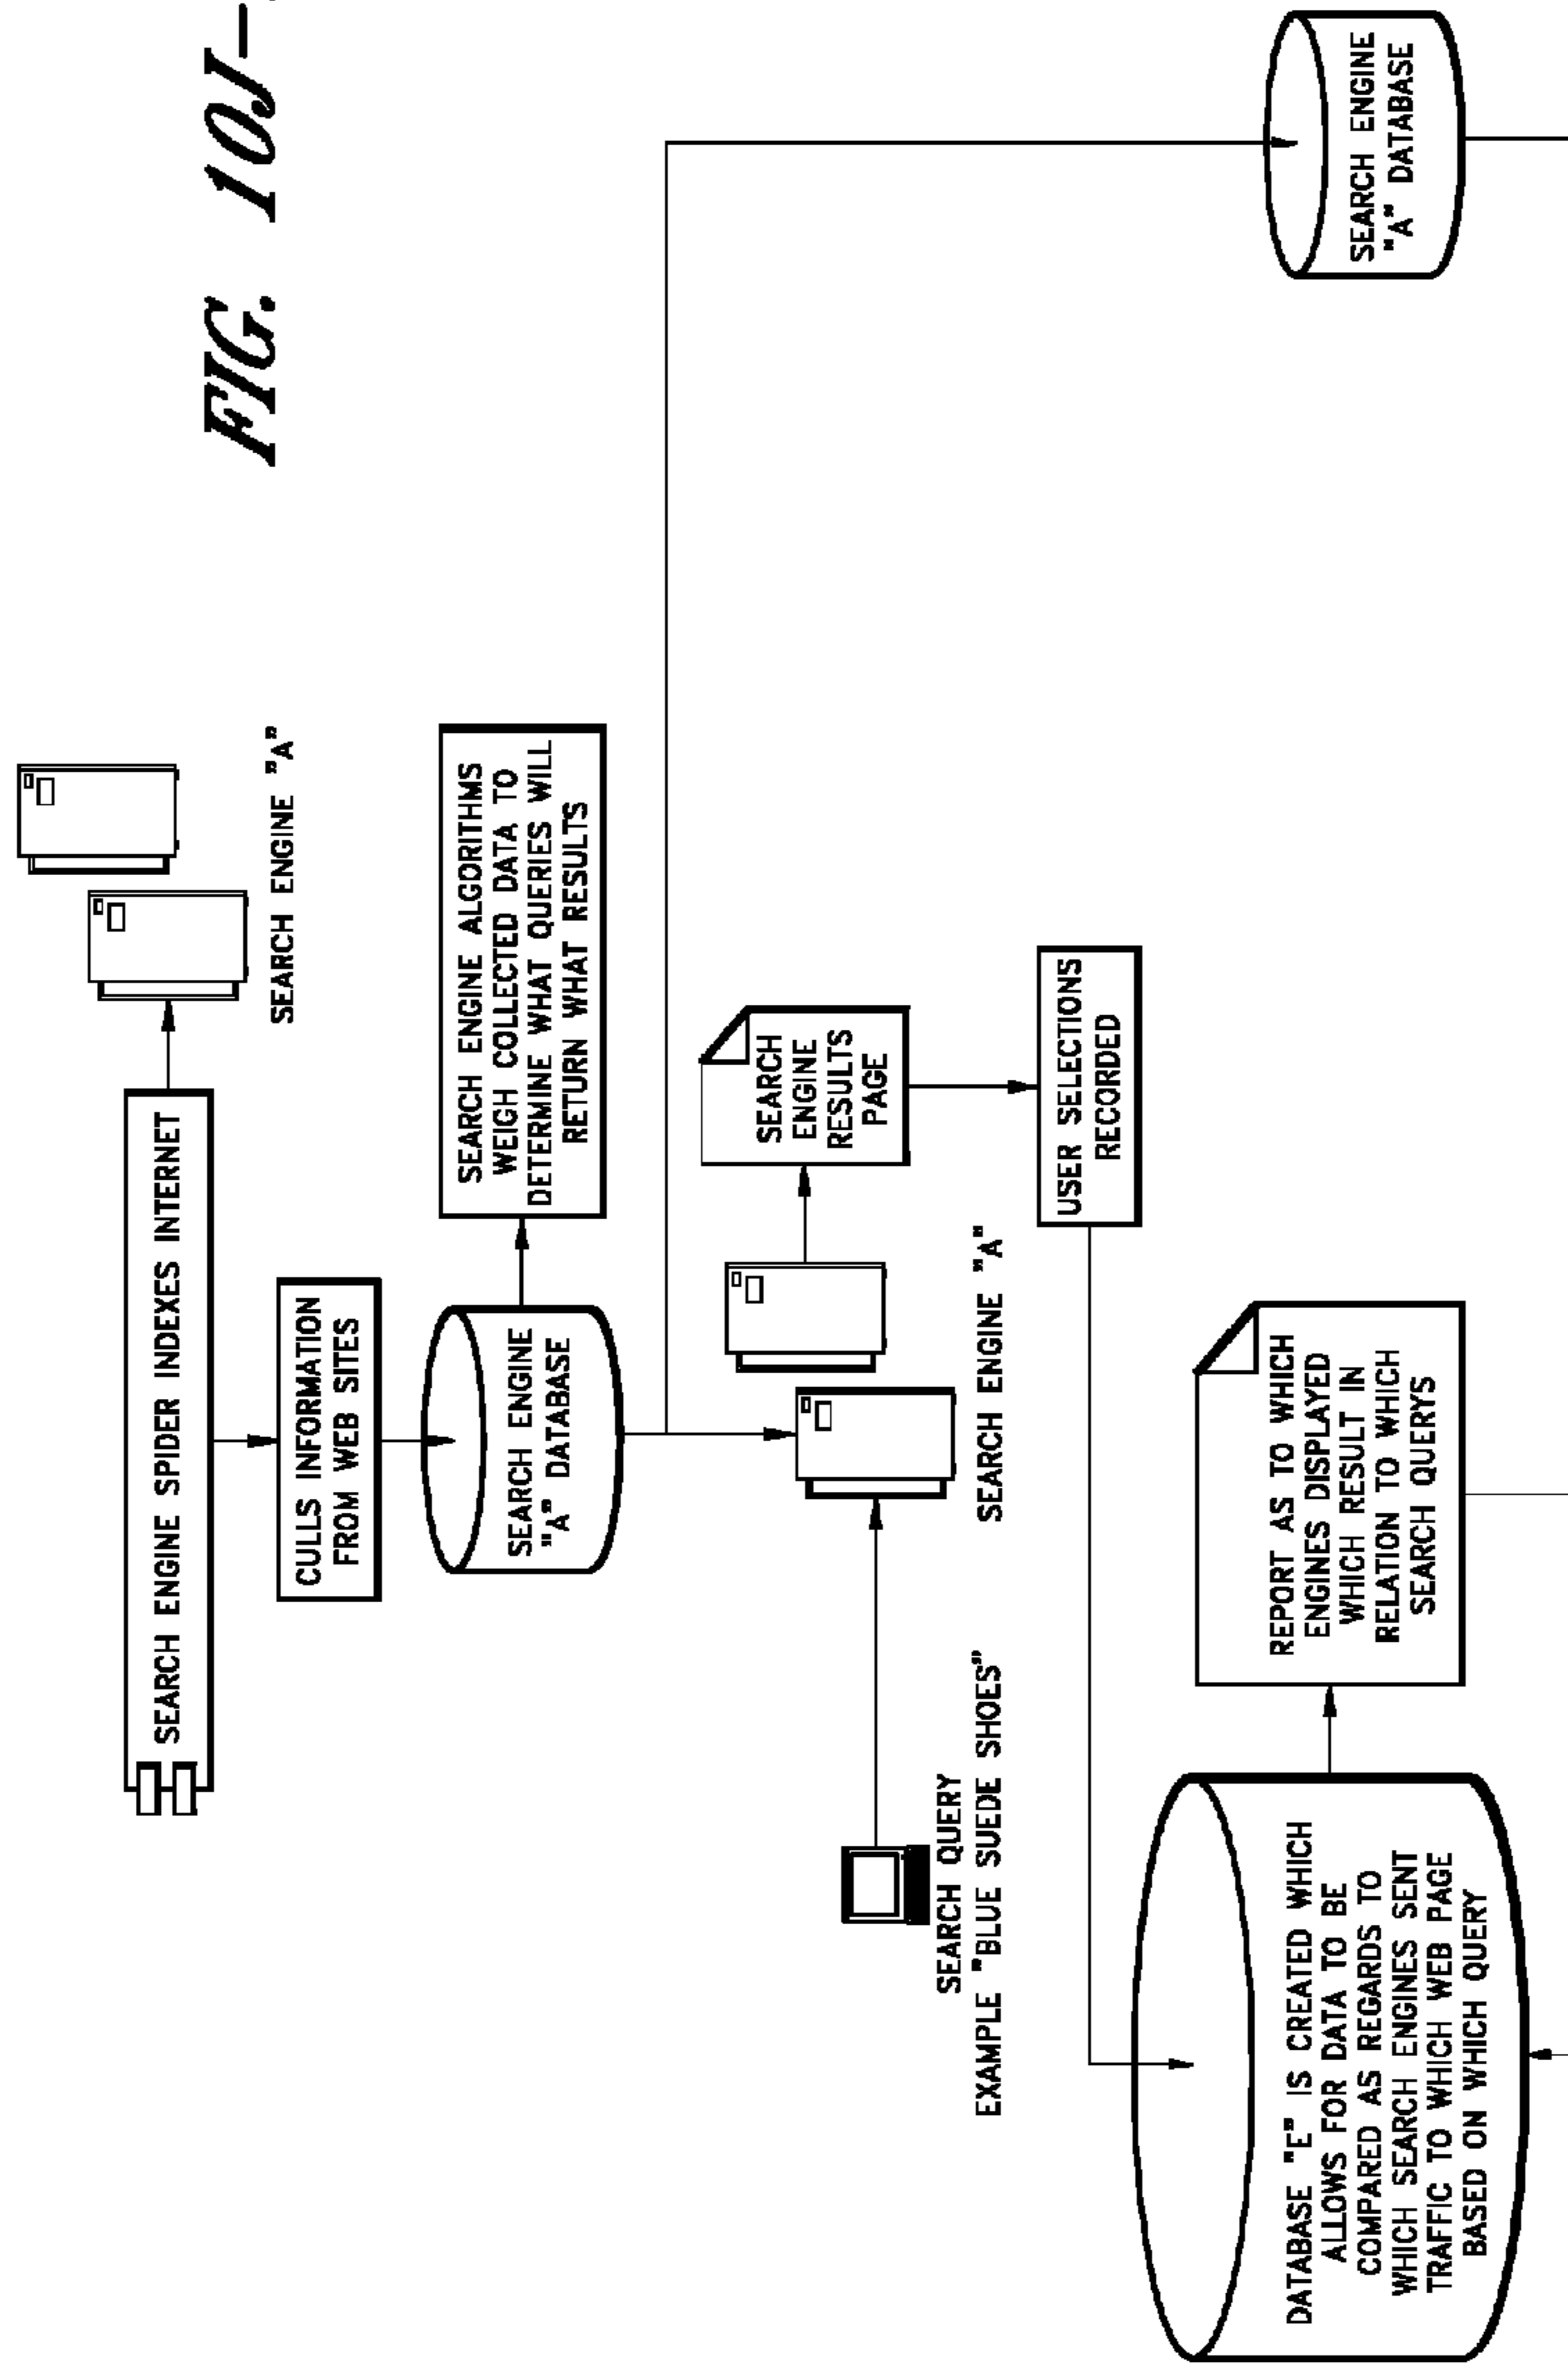 FIG. 10J-
SEARCH ENGINE SPIDER INDEXES INTERNET
SEARCH ENGINE "A"
CULLS INFORMATION
FROM WEB SITES
SEARCH ENGINE
"A" DATABASE
SEARCH ENGINE ALGORITHMS
WEIGH COLLECTED DATA TO
DETERMINE WHAT QUERIES WILL
RETURN WHAT RESULTS
SEARCH
ENGINE
RESULTS
PAGE
SEARCH ENGINE "A"
SEARCH QUERY
EXAMPLE "BLUE SUEDE SHOES"
USER SELECTIONS
RECORDED
DATABASE "E" IS CREATED WHICH
ALLOWS FOR DATA TO BE
COMPARED AS REGARDS TO
WHICH SEARCH ENGINES SENT
TRAFFIC TO WHICH WEB PAGE
BASED ON WHICH QUERY
REPORT AS TO WHICH
ENGINES DISPLAYED
WHICH RESULT IN
RELATION TO WHICH
SEARCH QUERYS
SEARCH ENGINE
"A" DATABASE